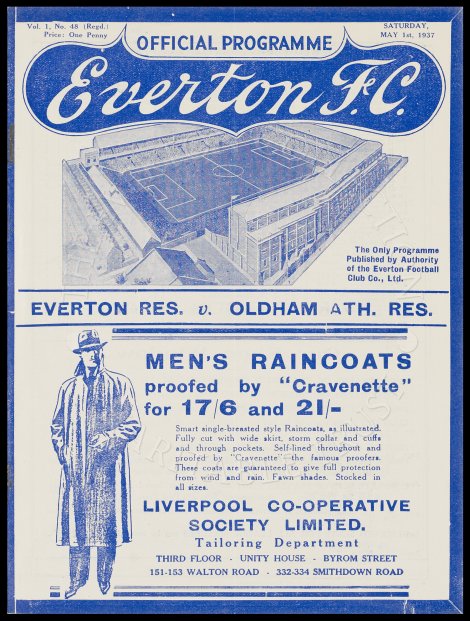 Vol. 1, No. 48 (Regd.)
Price: One Penny
SATURDAY,
MAY 1st, 1937
OFFICIAL PROGRAMME
Everton F.C.
The Only Programme
Published by Authority
of the Everton Football
Club Co., Ltd.
EVERTON RES. v. OLDHAM ATH. RES.
MEN'S RAINCOATS
proofed by "Cravenette"
for 17/6 and 21/-
Smart single-breasted style Raincoats, as illustrated.
Fully cut with wide skirt, storm collar and cuffs
and through pockets. Self-lined throughout and
proofed by "Cravenette"—the famous proofers.
These coats are guaranteed to give full protection
from wind and rain. Fawn shades. Stocked in
all sizes.
LIVERPOOL CO-OPERATIVE
SOCIETY LIMITED.
Tailoring Department
THIRD FLOOR · UNITY HOUSE · BYROM STREET
151-153 WALTON ROAD · 332-334 SMITHDOWN ROAD